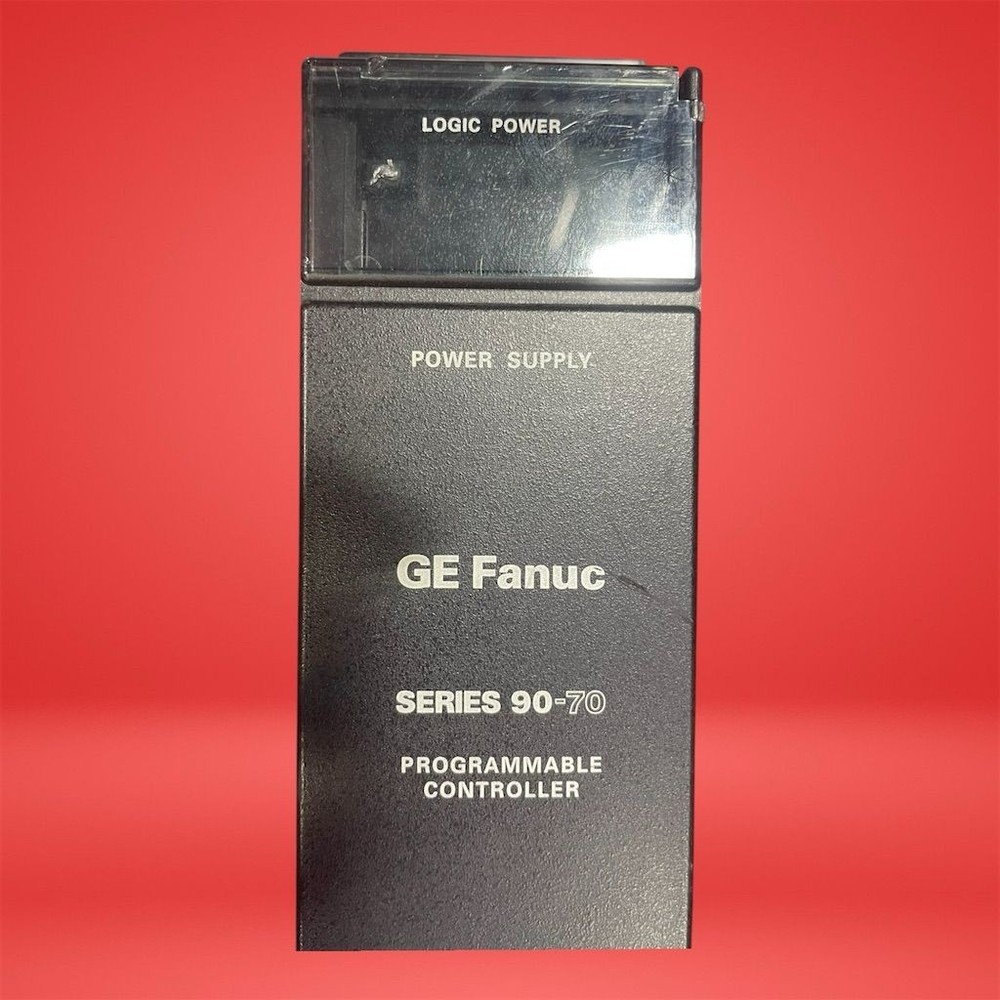 LOGIC POWER
POWER SUPPLY
GE Fanuc
SERIES 90-70
PROGRAMMABLE
CONTROLLER